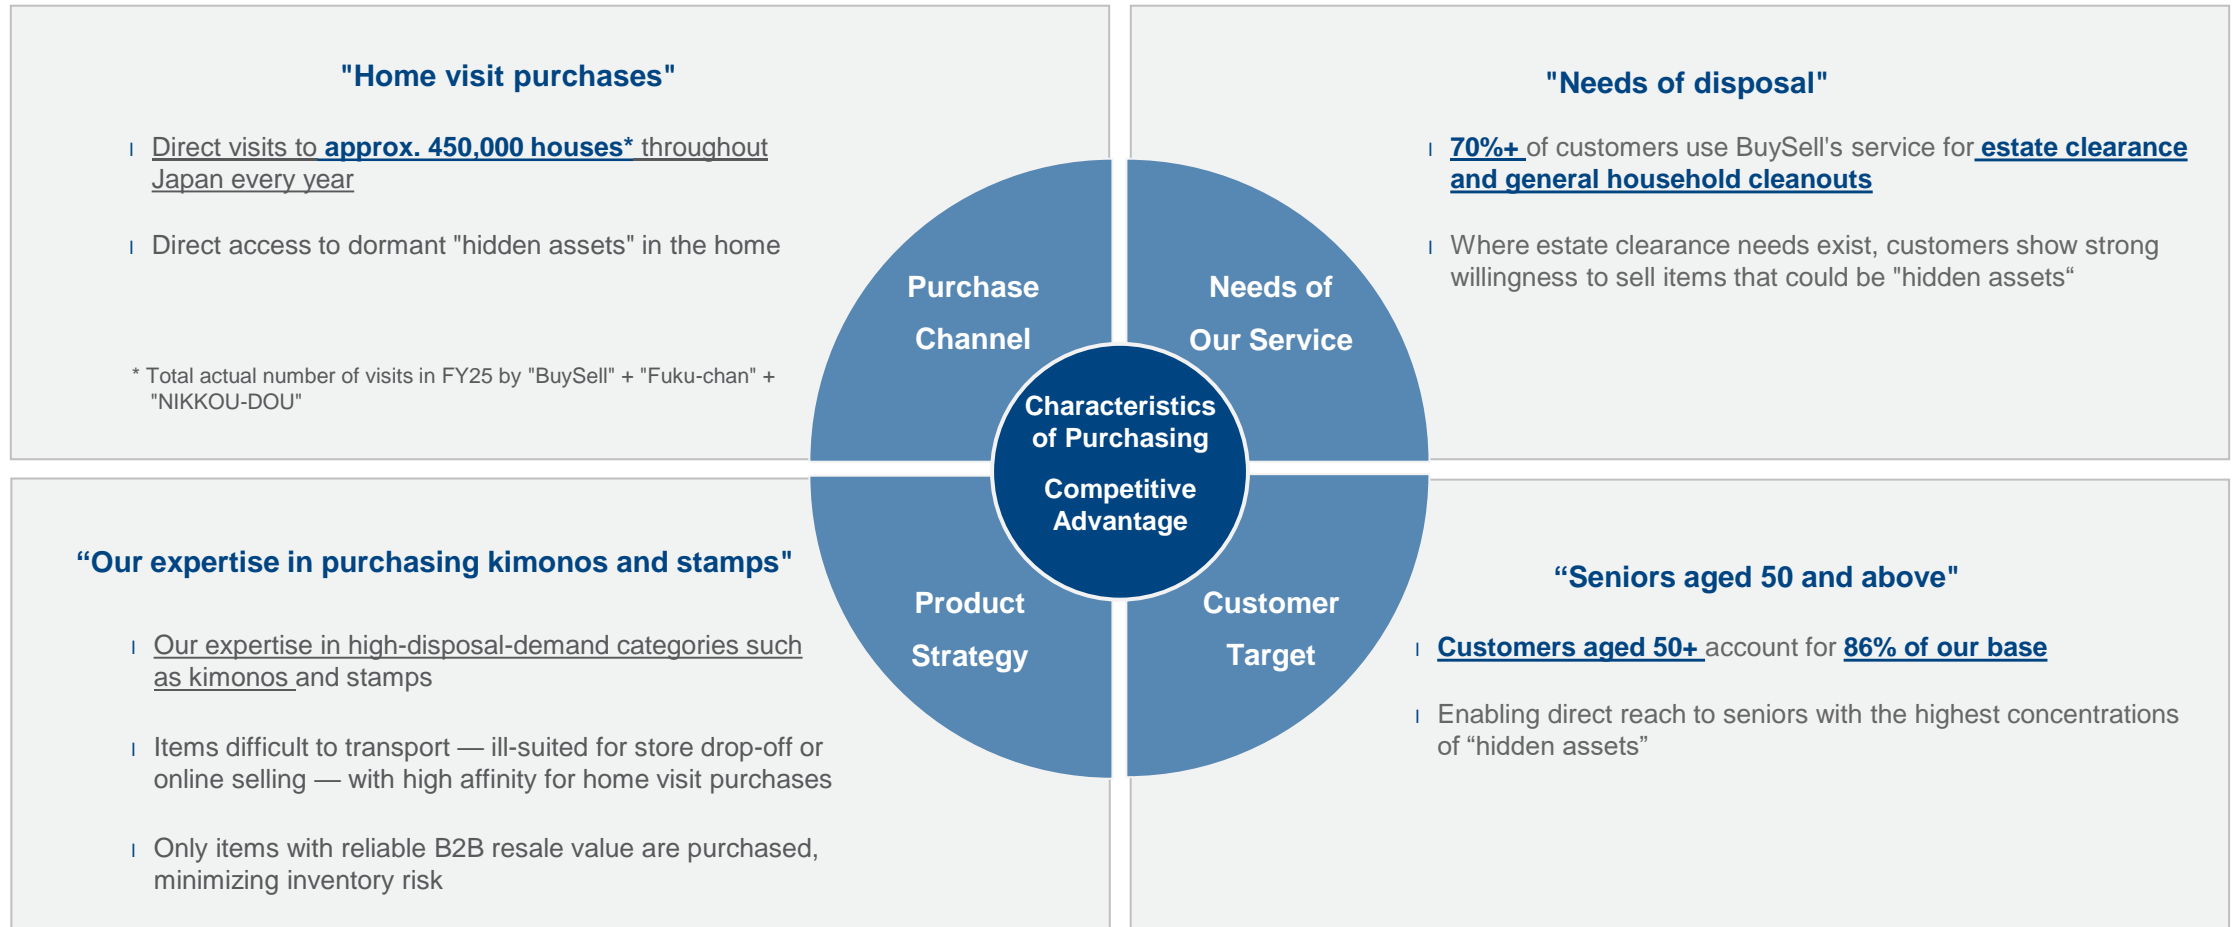 "Home visit purchases"
Direct visits to approx. 450,000 houses* throughout
Japan every year
Direct access to dormant "hidden assets" in the home
* Total actual number of visits in FY25 by "BuySell" + "Fuku-chan" +
"NIKKOU-DOU"
"Needs of disposal"
70%+ of customers use BuySell's service for estate clearance
and general household cleanouts
Where estate clearance needs exist, customers show strong
willingness to sell items that could be "hidden assets“
Purchase
Channel
Needs of
Our Service
Characteristics
of Purchasing
Competitive
Advantage
Product
Strategy
Customer
Target
“Our expertise in purchasing kimonos and stamps"
Our expertise in high-disposal-demand categories such
as kimonos and stamps
Items difficult to transport — ill-suited for store drop-off or
online selling — with high affinity for home visit purchases
Only items with reliable B2B resale value are purchased,
minimizing inventory risk
“Seniors aged 50 and above"
Customers aged 50+ account for 86% of our base
Enabling direct reach to seniors with the highest concentrations
of “hidden assets”